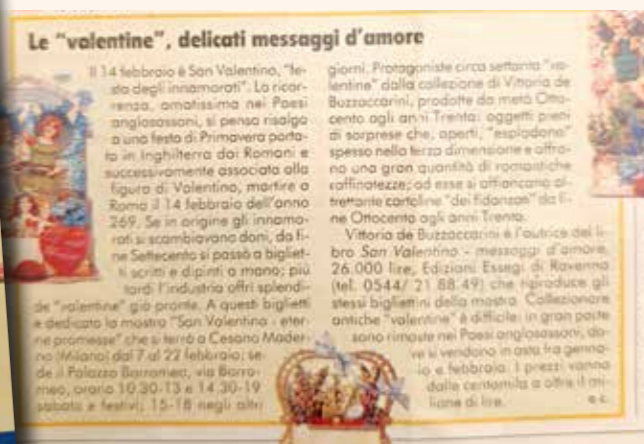 Le "valentine", delicati messaggi d'amore
Il 14 febbraio è San Valentino, "fe-
sta degli innamorati". La ricor-
renza, amatissima nei Paesi
anglosassoni, si pensa risalga
a una festa di Primavera porta-
ta in Inghilterra dai Romani e
successivamente associata alla
figura di Valentino, martire a
Roma il 14 febbraio dell'anno
269. Se in origine gli innamo-
rati si scambiavano doni, da fi-
ne Settecento si passò a bigliet-
ti scritti e dipinti a mano; più
tardi l'industria offrì splendi-
de "valentine" già pronte. A questi biglietti
è dedicata la mostra "San Valentino - eter-
ne promesse" che si terrà a Cesano Mader-
no (Milano) dal 7 al 22 febbraio; se-
de il Palazzo Borromeo, via Borro-
meo, orario 10.30-13 e 14.30-19
sabato e festivi; 15-18 negli altri
giorni. Protagoniste circa settanta "va-
lentine" dalla collezione di Vittoria de
Buzzaccarini, prodotte da metà Otto-
cento agli anni Trenta: oggetti pieni
di sorprese che, aperti, "esplodono"
spesso nella terza dimensione e offro-
no una gran quantità di romantiche
raffinatezze; ad esse si affiancano al-
trettante cartoline "dei fidanzati" da fi-
ne Ottocento agli anni Trenta.
Vittoria de Buzzaccarini è l'autrice del li-
bro San Valentino - messaggi d'amore,
26.000 lire, Edizioni Essegi di Ravenna
(tel. 0544/ 21 88 49) che riproduce gli
stessi bigliettini della mostra. Collezionare
antiche "valentine" è difficile: in gran parte
sono rimaste nei Paesi anglosassoni, do-
ve si vendono in asta fra genna-
io e febbraio. I prezzi vanno
dalle centomila a oltre il mi-
lione di lire.